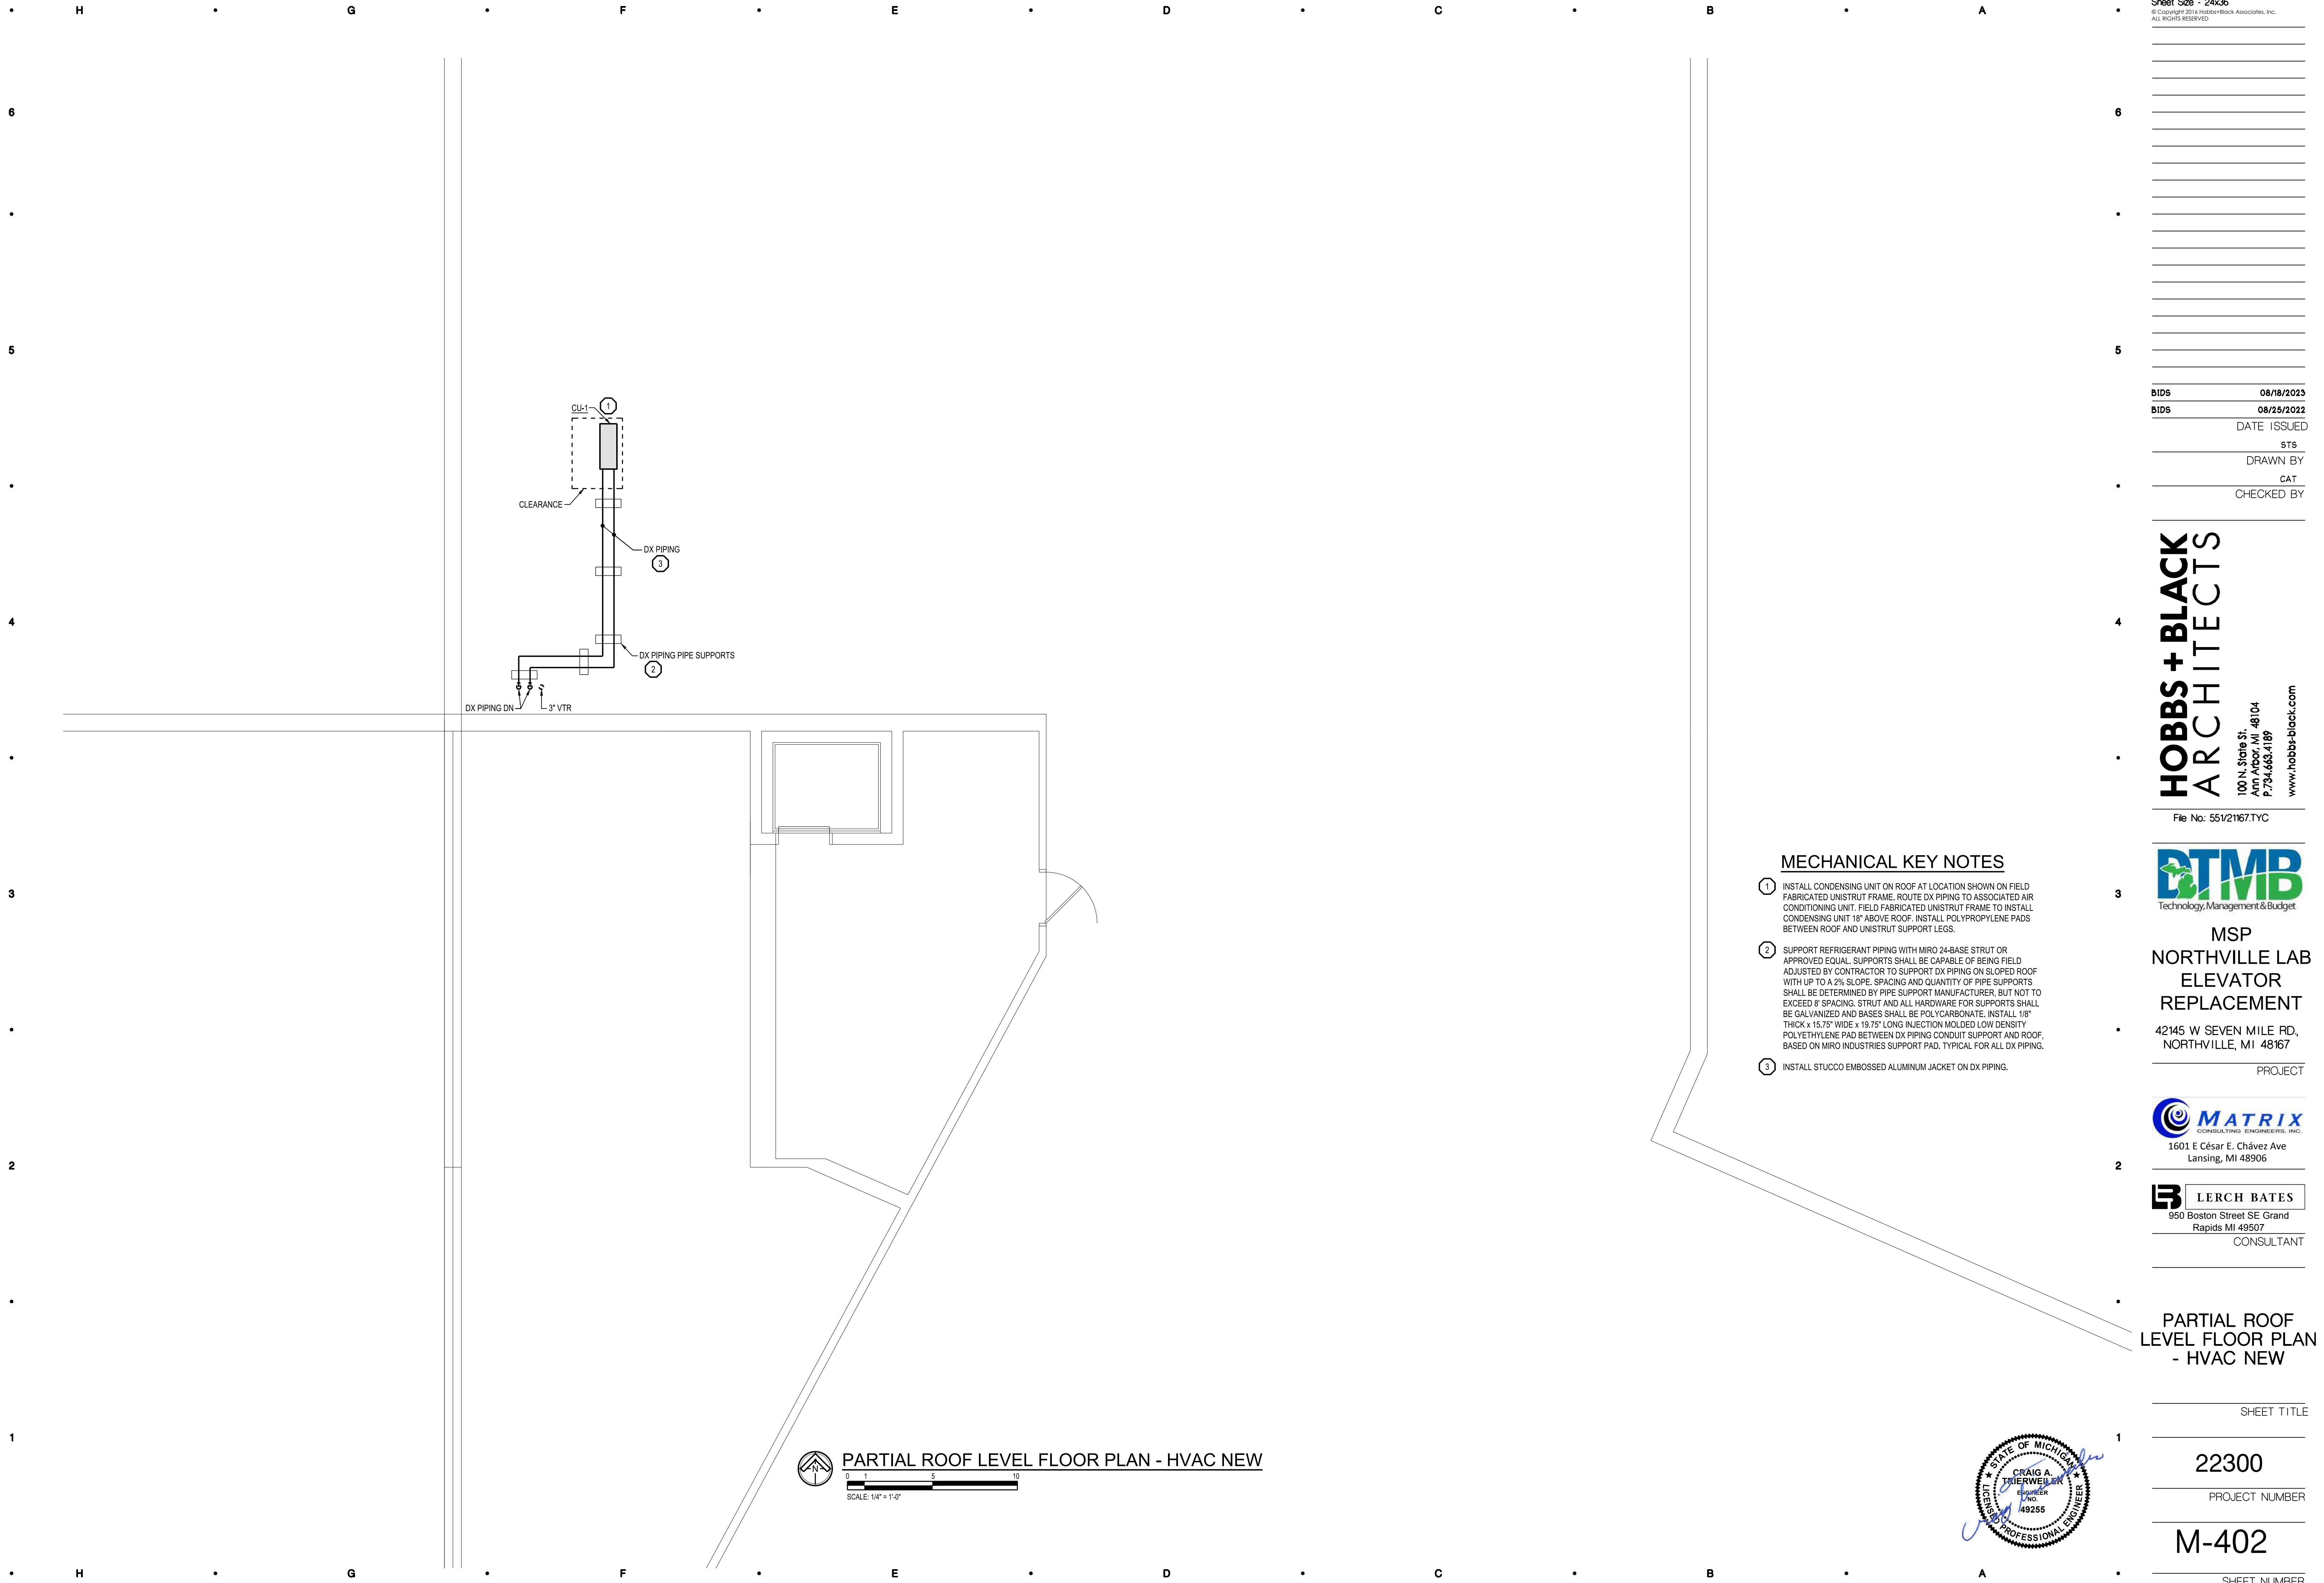 H G F E D C B A
6
5
4
3
2
1
6
5
4
3
2
1
CU-1
1
CLEARANCE
DX PIPING
3
DX PIPING PIPE SUPPORTS
2
DX PIPING DN
3" VTR
MECHANICAL KEY NOTES
1 INSTALL CONDENSING UNIT ON ROOF AT LOCATION SHOWN ON FIELD
FABRICATED UNISTRUT FRAME. ROUTE DX PIPING TO ASSOCIATED AIR
CONDITIONING UNIT. FIELD FABRICATED UNISTRUT FRAME TO INSTALL
CONDENSING UNIT 18" ABOVE ROOF. INSTALL POLYPROPYLENE PADS
BETWEEN ROOF AND UNISTRUT SUPPORT LEGS.
2 SUPPORT REFRIGERANT PIPING WITH MIRO 24-BASE STRUT OR
APPROVED EQUAL. SUPPORTS SHALL BE CAPABLE OF BEING FIELD
ADJUSTED BY CONTRACTOR TO SUPPORT DX PIPING ON SLOPED ROOF
WITH UP TO A 2% SLOPE. SPACING AND QUANTITY OF PIPE SUPPORTS
SHALL BE DETERMINED BY PIPE SUPPORT MANUFACTURER, BUT NOT TO
EXCEED 8' SPACING. STRUT AND ALL HARDWARE FOR SUPPORTS SHALL
BE GALVANIZED AND BASES SHALL BE POLYCARBONATE. INSTALL 1/8"
THICK x 15.75" WIDE x 19.75" LONG INJECTION MOLDED LOW DENSITY
POLYETHYLENE PAD BETWEEN DX PIPING CONDUIT SUPPORT AND ROOF,
BASED ON MIRO INDUSTRIES SUPPORT PAD. TYPICAL FOR ALL DX PIPING.
3 INSTALL STUCCO EMBOSSED ALUMINUM JACKET ON DX PIPING.
N
PARTIAL ROOF LEVEL FLOOR PLAN - HVAC NEW
0 1 5 10
SCALE: 1/4" = 1'-0"
STATE OF MICHIGAN
CRAIG A.
TRIERWEILER
ENGINEER
NO.
49255
LICENSED PROFESSIONAL ENGINEER
H G F E D C B A
Sheet Size - 24x36
© Copyright 2016 Hobbs+Black Associates, Inc.
ALL RIGHTS RESERVED
BIDS 08/18/2023
BIDS 08/25/2022
DATE ISSUED
STS
DRAWN BY
CAT
CHECKED BY
HOBBS + BLACK
ARCHITECTS
100 N. State St.
Ann Arbor, MI 48104
P.734.663.4189
www.hobbs-black.com
File No.: 551/21167.TYC
DTMB
Technology, Management & Budget
MSP
NORTHVILLE LAB
ELEVATOR
REPLACEMENT
42145 W SEVEN MILE RD.,
NORTHVILLE, MI 48167
PROJECT
MATRIX
CONSULTING ENGINEERS, INC.
1601 E César E. Chávez Ave
Lansing, MI 48906
LERCH BATES
950 Boston Street SE Grand
Rapids MI 49507
CONSULTANT
PARTIAL ROOF
LEVEL FLOOR PLAN
- HVAC NEW
SHEET TITLE
22300
PROJECT NUMBER
M-402
SHEET NUMBER